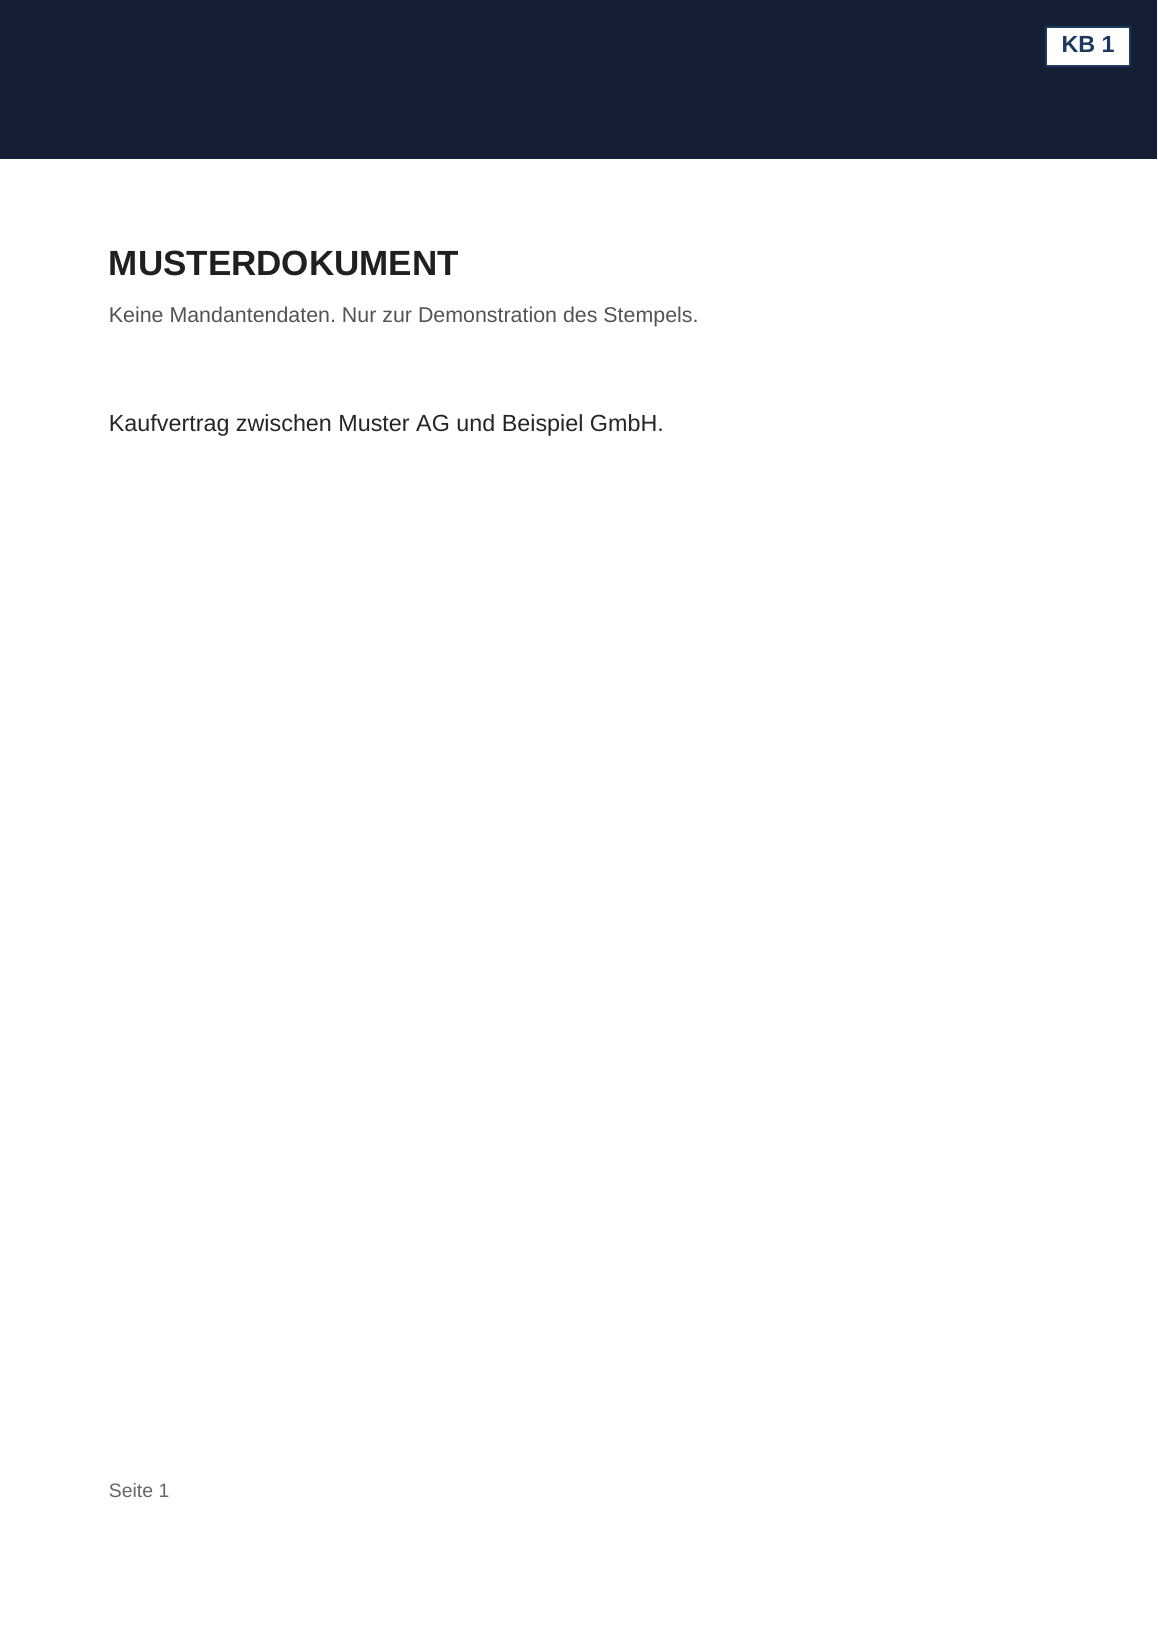 KB 1
MUSTERDOKUMENT
Keine Mandantendaten. Nur zur Demonstration des Stempels.
Kaufvertrag zwischen Muster AG und Beispiel GmbH.
Seite 1